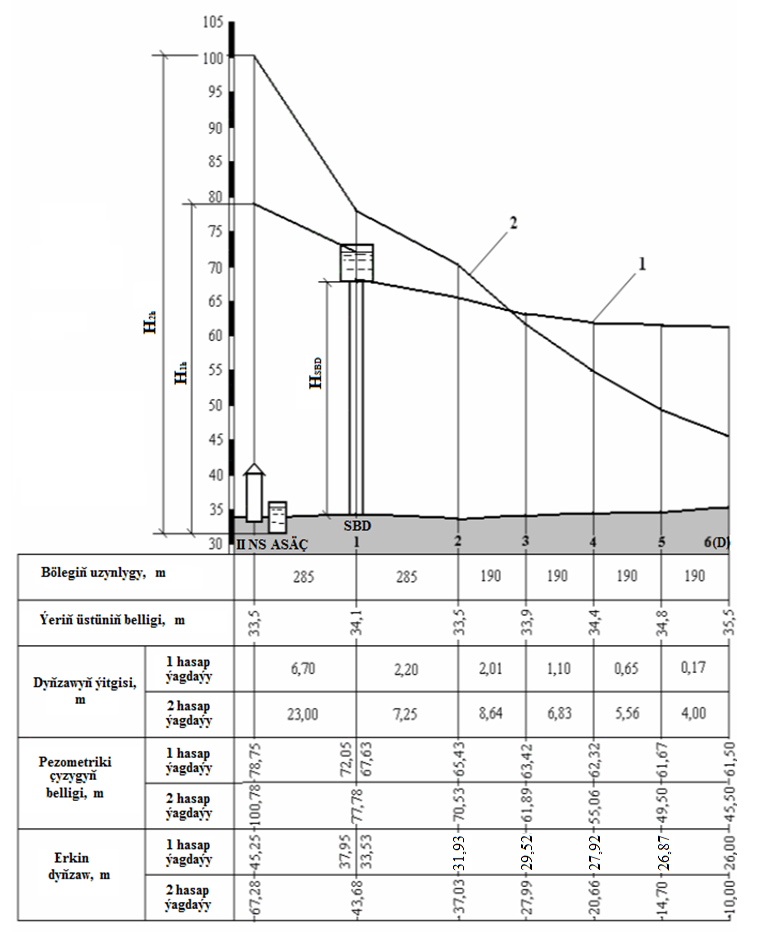 105
100
95
90
85
80
75
70
65
60
55
50
45
40
35
30
2
1
H2h
H1h
HSBD
SBD
II NS ASÄÇ 1 2 3 4 5 6(D)
Bölegiň uzynlygy, m 285 285 190 190 190 190
Ýeriň üstüniň belligi, m 33,5 34,1 33,5 33,9 34,4 34,8 35,5
Dyňzawyň ýitgisi,
m
1 hasap
ýagdaýy
6,70 2,20 2,01 1,10 0,65 0,17
2 hasap
ýagdaýy
23,00 7,25 8,64 6,83 5,56 4,00
Pezometriki
çyzygyň
belligi, m
1 hasap
ýagdaýy
78,75 72,05 67,63 65,43 63,42 62,32 61,67 61,50
2 hasap
ýagdaýy
100,78 77,78 70,53 61,89 55,06 49,50 45,50
Erkin
dyňzaw, m
1 hasap
ýagdaýy
45,25 37,95 33,53 31,93 29,52 27,92 26,87 26,00
2 hasap
ýagdaýy
67,28 43,68 37,03 27,99 20,66 14,70 10,00